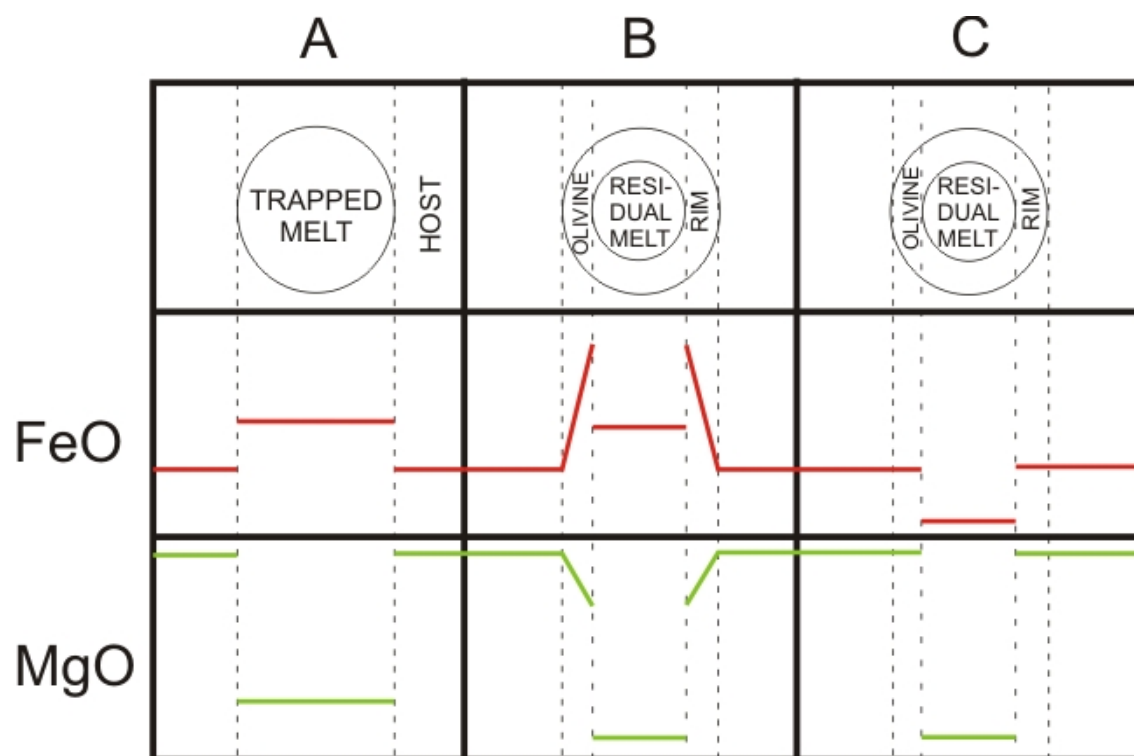 A
B
C
TRAPPED
MELT
HOST
OLIVINE
RESI-
DUAL
MELT
RIM
OLIVINE
RESI-
DUAL
MELT
RIM
FeO
MgO